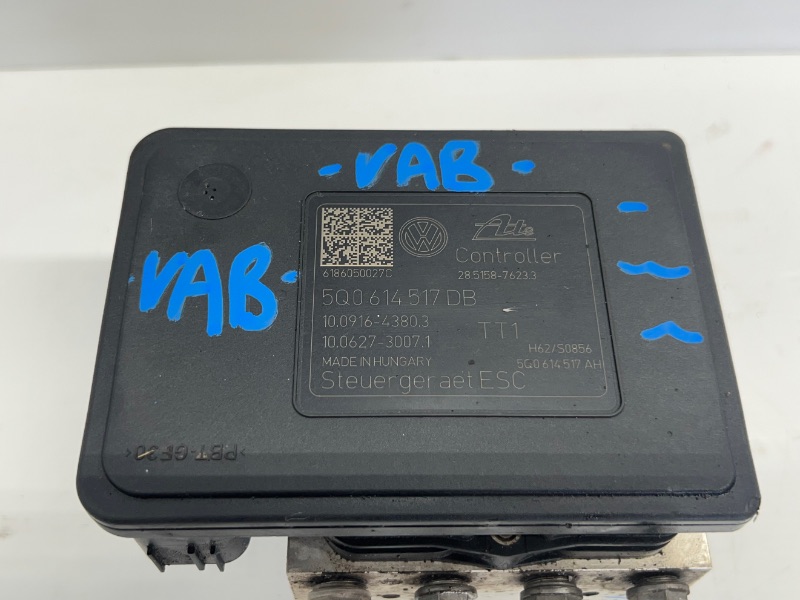 -VAB-
VAB-
Ate
Controller
28.5158-7623.3
6186050027C
5Q0 614 517 DB
10.0916-4380.3
10.0627-3007.1
TT1
H62/S0856
MADE IN HUNGARY
5Q0 614 517 AH
Steuergeraet ESC
>PBT-GF30<